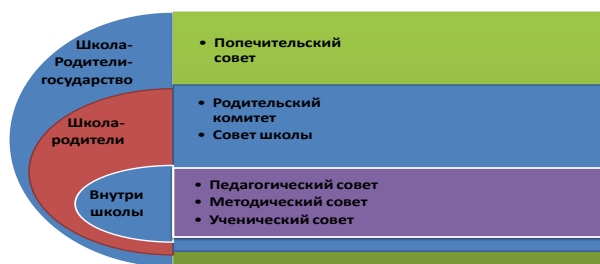 Школа-
Родители-
государство
• Попечительский
совет
Школа-
родители
• Родительский
комитет
• Совет школы
Внутри
школы
• Педагогический совет
• Методический совет
• Ученический совет